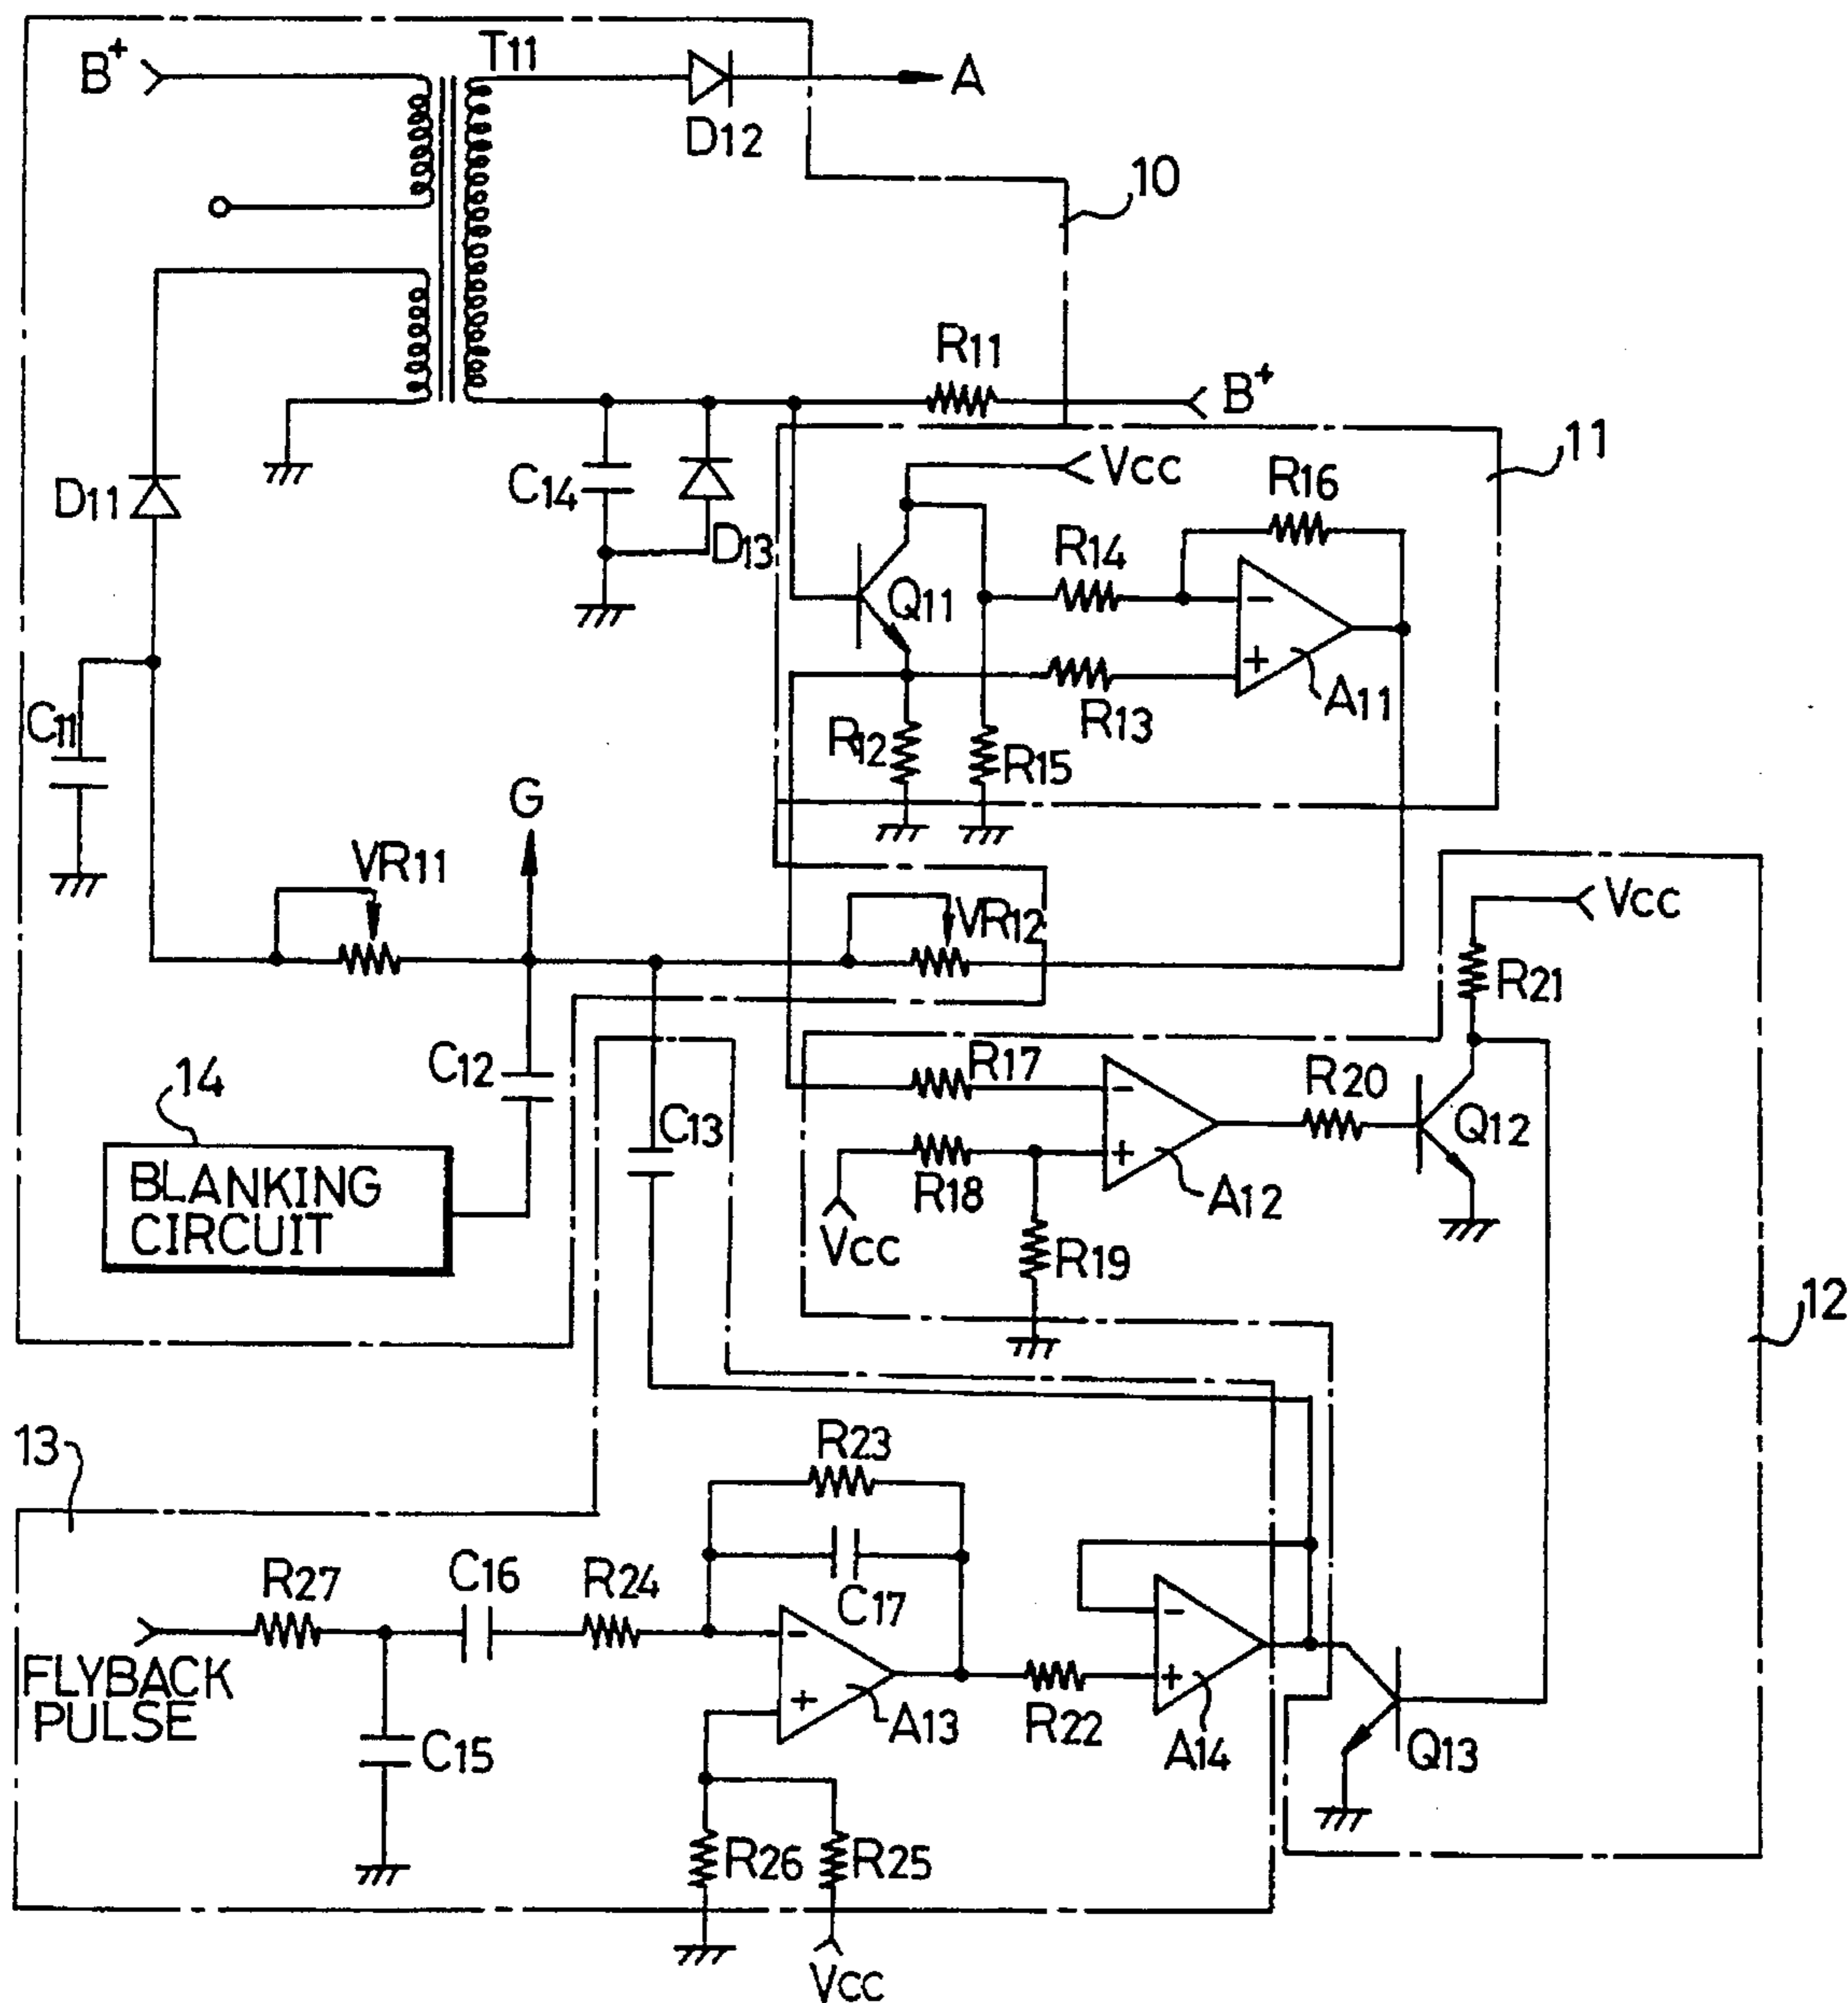 B+
T11
D12
A
10
R11
B+
11
D11
C14
D13
VCC
R16
R14
Q11
A11
R13
R12
R15
C11
G
VR11
VR12
VCC
R21
14
C12
R17
R20
C13
Q12
BLANKING
CIRCUIT
R18
A12
VCC
R19
12
13
R23
R27
C16
R24
C17
FLYBACK
PULSE
C15
A13
R22
A14
Q13
R26
R25
VCC
- + - + - + - +